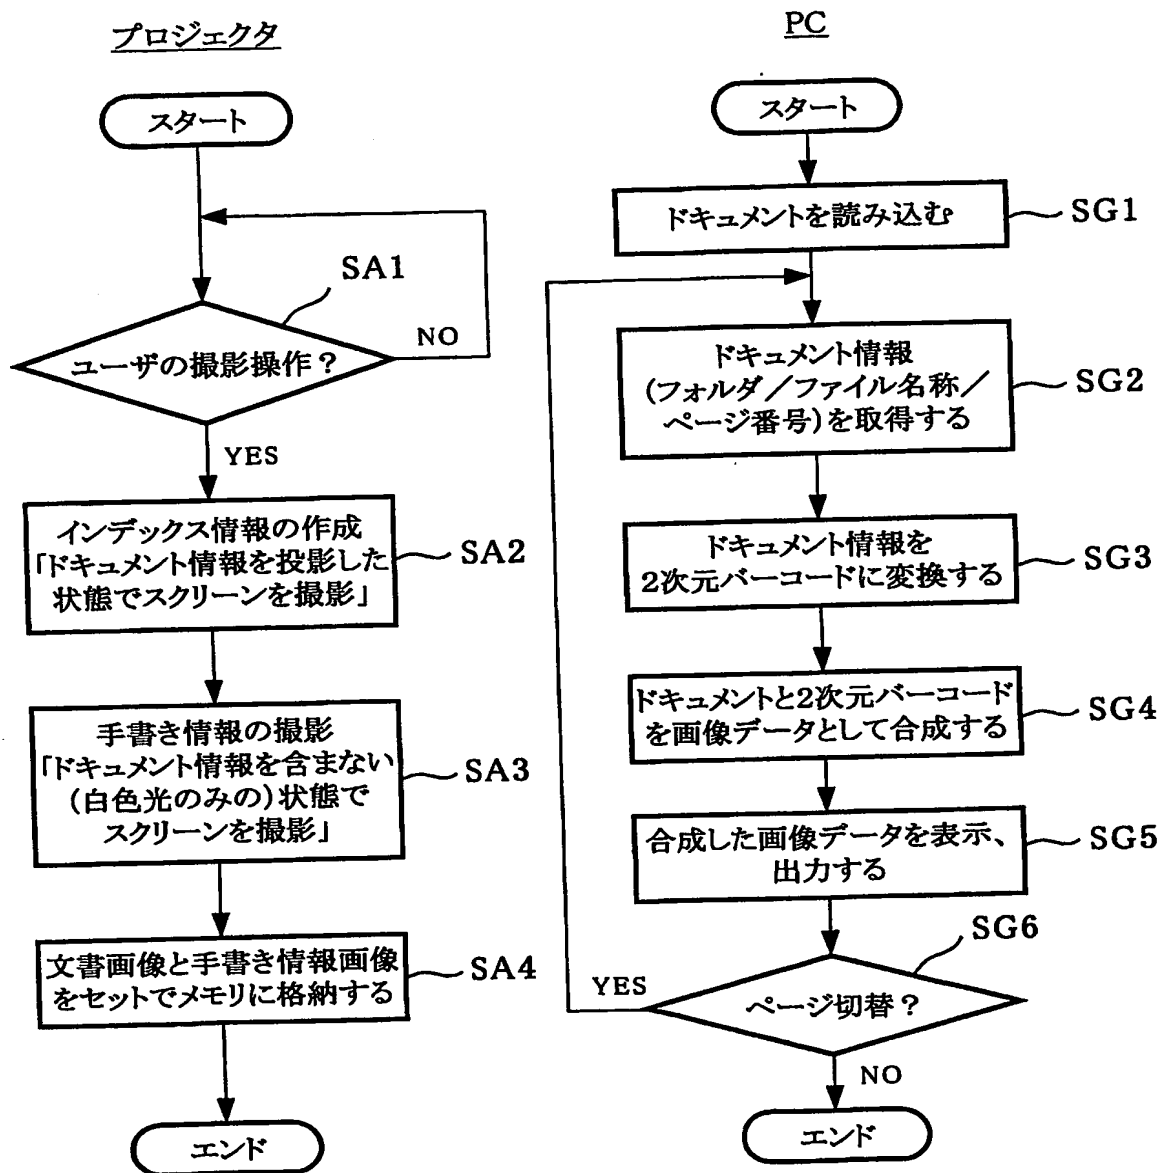 プロジェクタ
スタート
SA1
ユーザの撮影操作？
NO
YES
インデックス情報の作成
「ドキュメント情報を投影した
状態でスクリーンを撮影」
SA2
手書き情報の撮影
「ドキュメント情報を含まない
(白色光のみの)状態で
スクリーンを撮影」
SA3
文書画像と手書き情報画像
をセットでメモリに格納する
SA4
エンド
PC
スタート
ドキュメントを読み込む
SG1
ドキュメント情報
(フォルダ／ファイル名称／
ページ番号)を取得する
SG2
ドキュメント情報を
2次元バーコードに変換する
SG3
ドキュメントと2次元バーコード
を画像データとして合成する
SG4
合成した画像データを表示、
出力する
SG5
SG6
YES
ページ切替？
NO
エンド